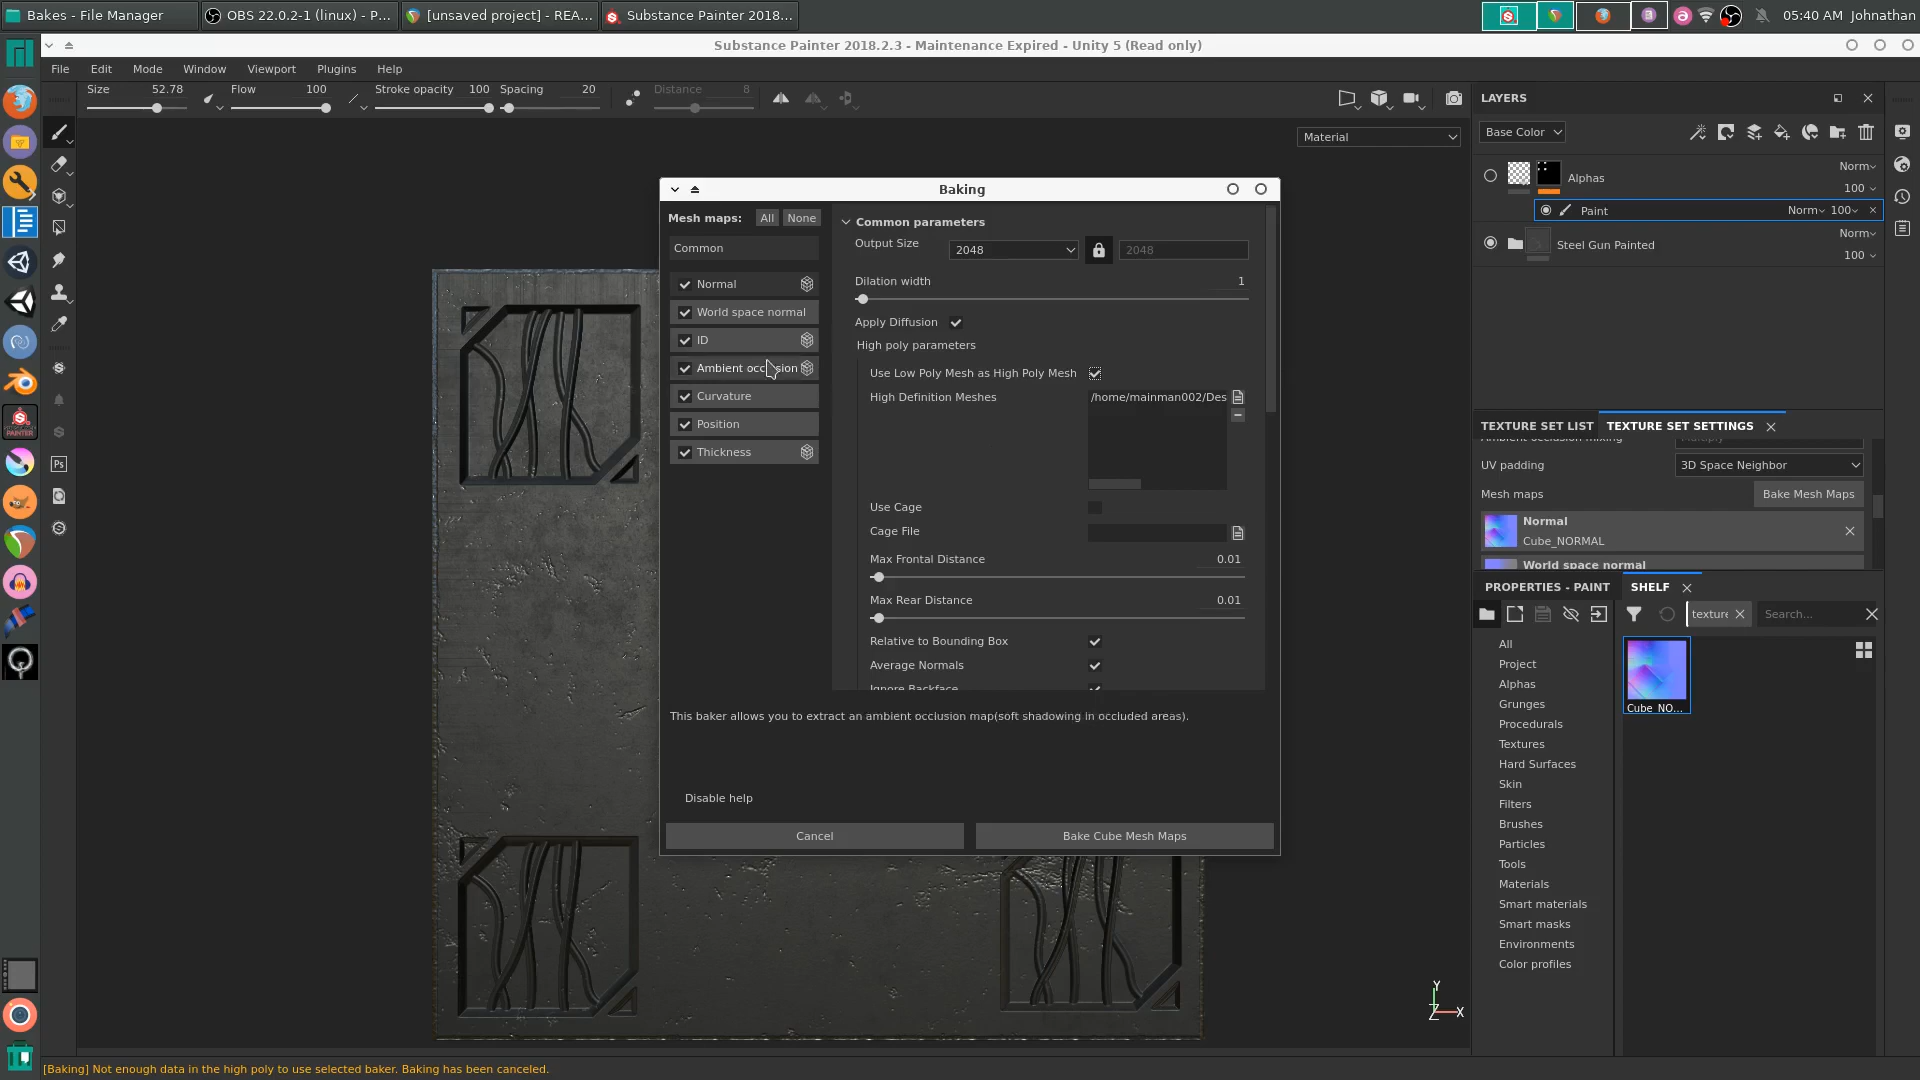 Bakes - File Manager
OBS 22.0.2-1 (linux) - P...
[unsaved project] - REA...
Substance Painter 2018...
05:40 AM Johnathan
Substance Painter 2018.2.3 - Maintenance Expired - Unity 5 (Read only)
File Edit Mode Window Viewport Plugins Help
Size 52.78 Flow 100 Stroke opacity 100 Spacing 20 Distance 8
Material
LAYERS
Base Color
Norm
Alphas
100
Paint Norm 100
Norm
Steel Gun Painted
100
Baking
Mesh maps: All None
Common
Normal
World space normal
ID
Ambient occlusion
Curvature
Position
Thickness
Common parameters
Output Size 2048 2048
Dilation width 1
Apply Diffusion
High poly parameters
Use Low Poly Mesh as High Poly Mesh
High Definition Meshes /home/mainman002/Des
Use Cage
Cage File
Max Frontal Distance 0.01
Max Rear Distance 0.01
Relative to Bounding Box
Average Normals
Ignore Backface
This baker allows you to extract an ambient occlusion map(soft shadowing in occluded areas).
Disable help
Cancel Bake Cube Mesh Maps
TEXTURE SET LIST TEXTURE SET SETTINGS
Ambient occlusion mixing Multiply
UV padding 3D Space Neighbor
Mesh maps Bake Mesh Maps
Normal
Cube_NORMAL
World space normal
PROPERTIES - PAINT SHELF
texture Search...
All
Project
Alphas
Grunges
Procedurals
Textures
Hard Surfaces
Skin
Filters
Brushes
Particles
Tools
Materials
Smart materials
Smart masks
Environments
Color profiles
Cube_NO...
Ps
PAINTER
Y
Z X
[Baking] Not enough data in the high poly to use selected baker. Baking has been canceled.